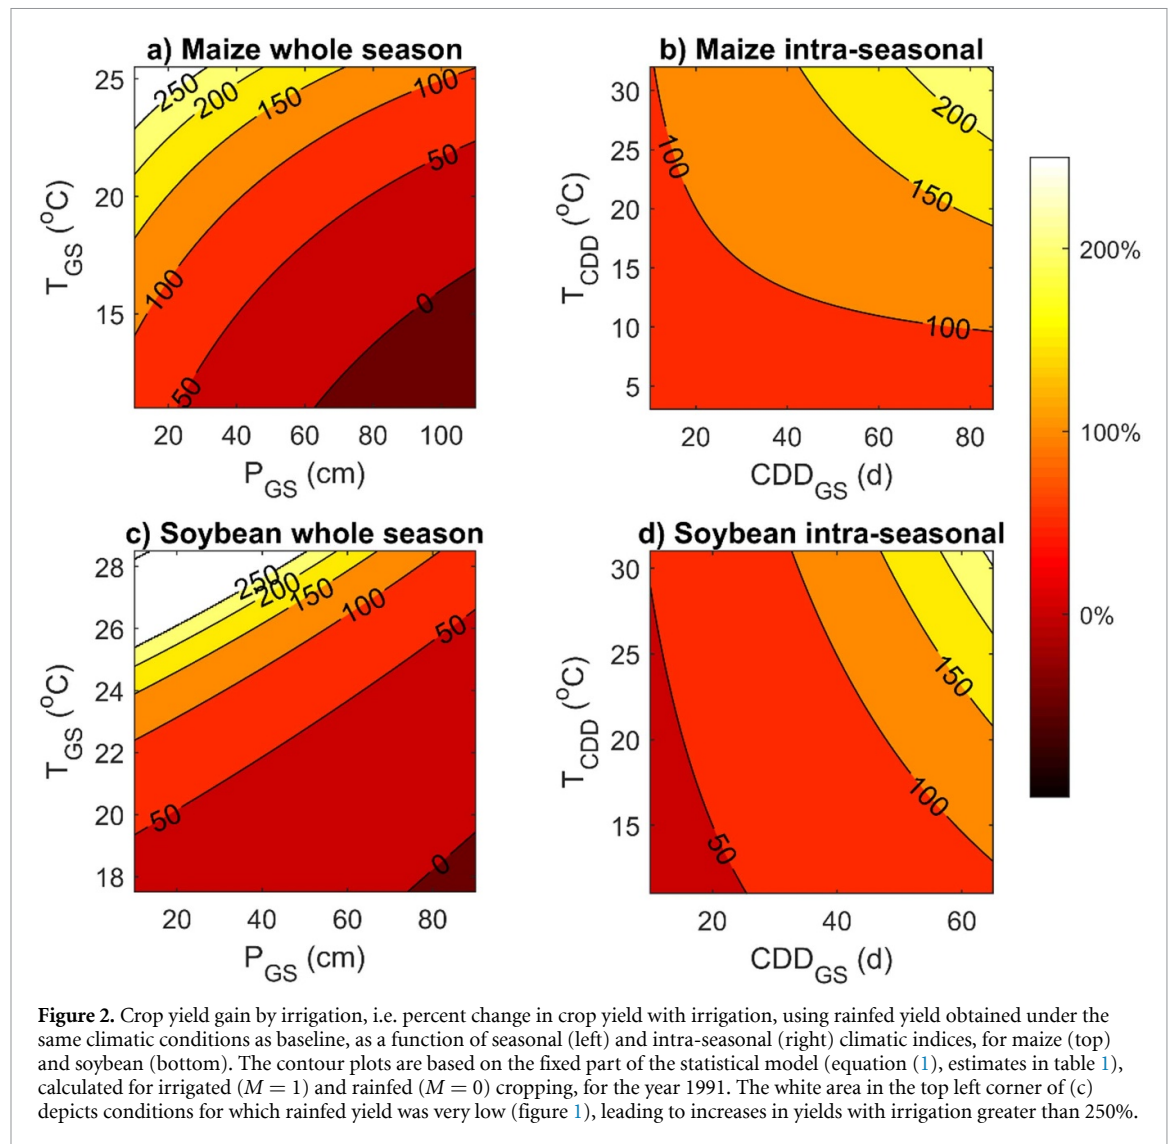 a) Maize whole season
250
200
150
100
50
100
50
0
25
20
15
T_GS (°C)
20 40 60 80 100
P_GS (cm)
b) Maize intra-seasonal
200
150
100
100
30
25
20
15
10
5
T_CDD (°C)
20 40 60 80
CDD_GS (d)
c) Soybean whole season
250
200
150
100
50
50
0
28
26
24
22
20
18
T_GS (°C)
20 40 60 80
P_GS (cm)
d) Soybean intra-seasonal
150
100
50
30
25
20
15
T_CDD (°C)
20 40 60
CDD_GS (d)
200%
100%
0%
Figure 2. Crop yield gain by irrigation, i.e. percent change in crop yield with irrigation, using rainfed yield obtained under the
same climatic conditions as baseline, as a function of seasonal (left) and intra-seasonal (right) climatic indices, for maize (top)
and soybean (bottom). The contour plots are based on the fixed part of the statistical model (equation (1), estimates in table 1),
calculated for irrigated (M = 1) and rainfed (M = 0) cropping, for the year 1991. The white area in the top left corner of (c)
depicts conditions for which rainfed yield was very low (figure 1), leading to increases in yields with irrigation greater than 250%.